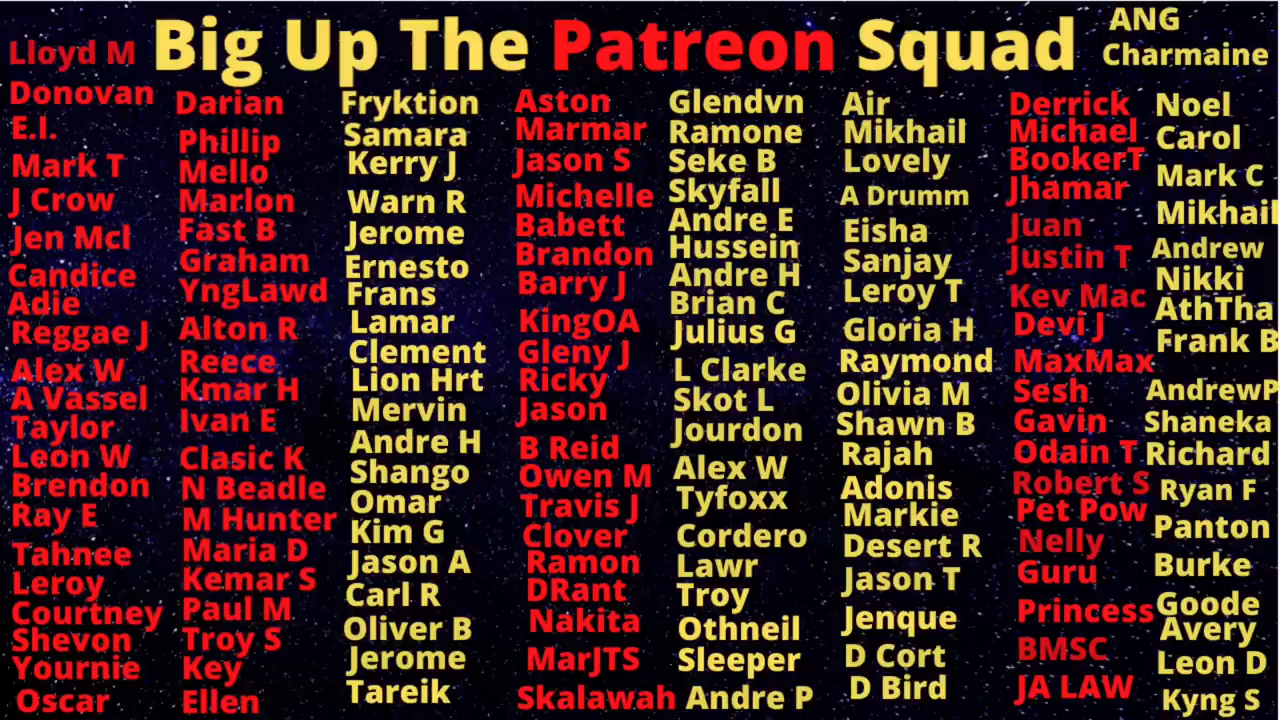 Big Up The Patreon Squad
ANG
Charmaine
Lloyd M
Donovan
E.I.
Mark T
J Crow
Jen Mcl
Candice
Adie
Reggae J
Alex W
A Vassel
Taylor
Leon W
Brendon
Ray E
Tahnee
Leroy
Courtney
Shevon
Yournie
Oscar
Darian
Phillip
Mello
Marlon
Fast B
Graham
YngLawd
Alton R
Reece
Kmar H
Ivan E
Clasic K
N Beadle
M Hunter
Maria D
Kemar S
Paul M
Troy S
Key
Ellen
Fryktion
Samara
Kerry J
Warn R
Jerome
Ernesto
Frans
Lamar
Clement
Lion Hrt
Mervin
Andre H
Shango
Omar
Kim G
Jason A
Carl R
Oliver B
Jerome
Tareik
Aston
Marmar
Jason S
Michelle
Babett
Brandon
Barry J
KingOA
Gleny J
Ricky
Jason
B Reid
Owen M
Travis J
Clover
Ramon
DRant
Nakita
MarJTS
Skalawah
Glendvn
Ramone
Seke B
Skyfall
Andre E
Hussein
Andre H
Brian C
Julius G
L Clarke
Skot L
Jourdon
Alex W
Tyfoxx
Cordero
Lawr
Troy
Othneil
Sleeper
Andre P
Air
Mikhail
Lovely
A Drumm
Eisha
Sanjay
Leroy T
Gloria H
Raymond
Olivia M
Shawn B
Rajah
Adonis
Markie
Desert R
Jason T
Jenque
D Cort
D Bird
Derrick
Michael
BookerT
Jhamar
Juan
Justin T
Kev Mac
Devi J
MaxMax
Sesh
Gavin
Odain T
Robert S
Pet Pow
Nelly
Guru
Princess
BMSC
JA LAW
Noel
Carol
Mark C
Mikhail
Andrew
Nikki
AthTha
Frank B
AndrewP
Shaneka
Richard
Ryan F
Panton
Burke
Goode
Avery
Leon D
Kyng S